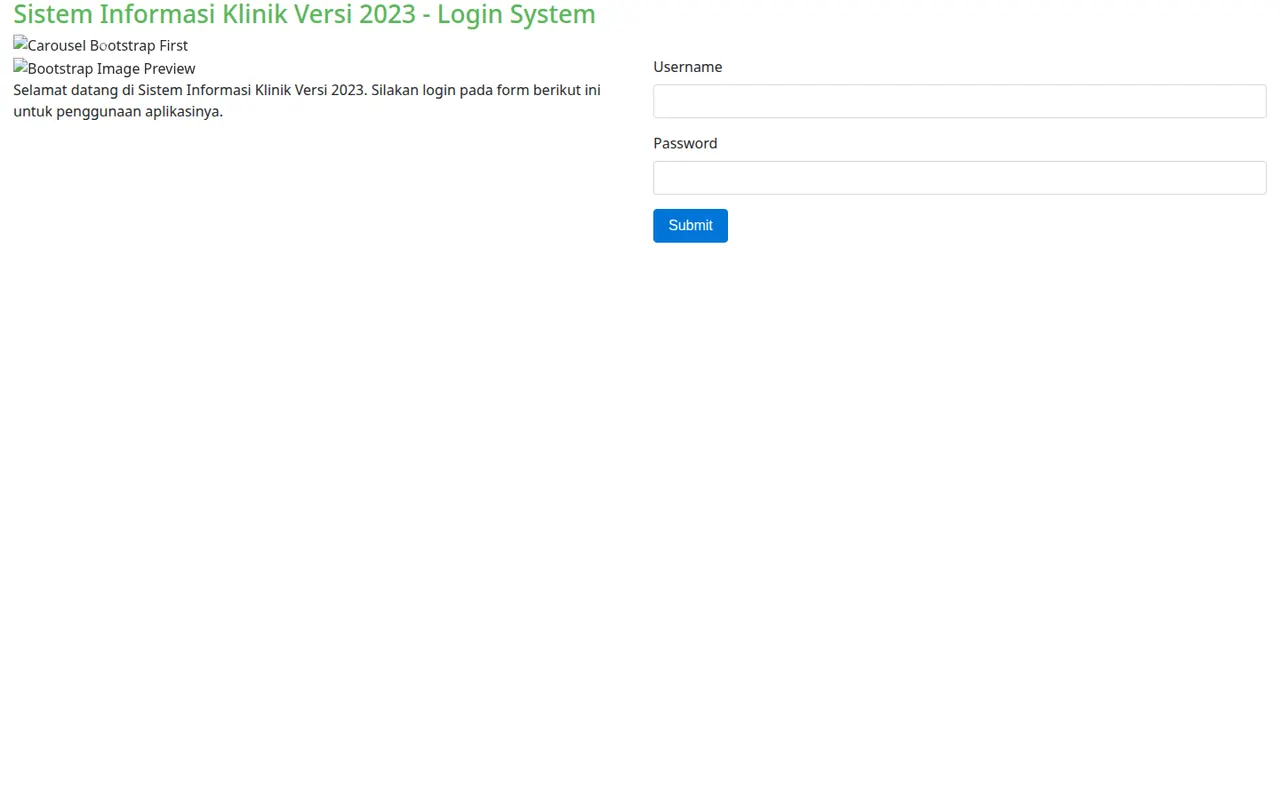 Sistem Informasi Klinik Versi 2023 - Login System
Carousel Bootstrap First
Bootstrap Image Preview
Selamat datang di Sistem Informasi Klinik Versi 2023. Silakan login pada form berikut ini
untuk penggunaan aplikasinya.
Username
Password
Submit